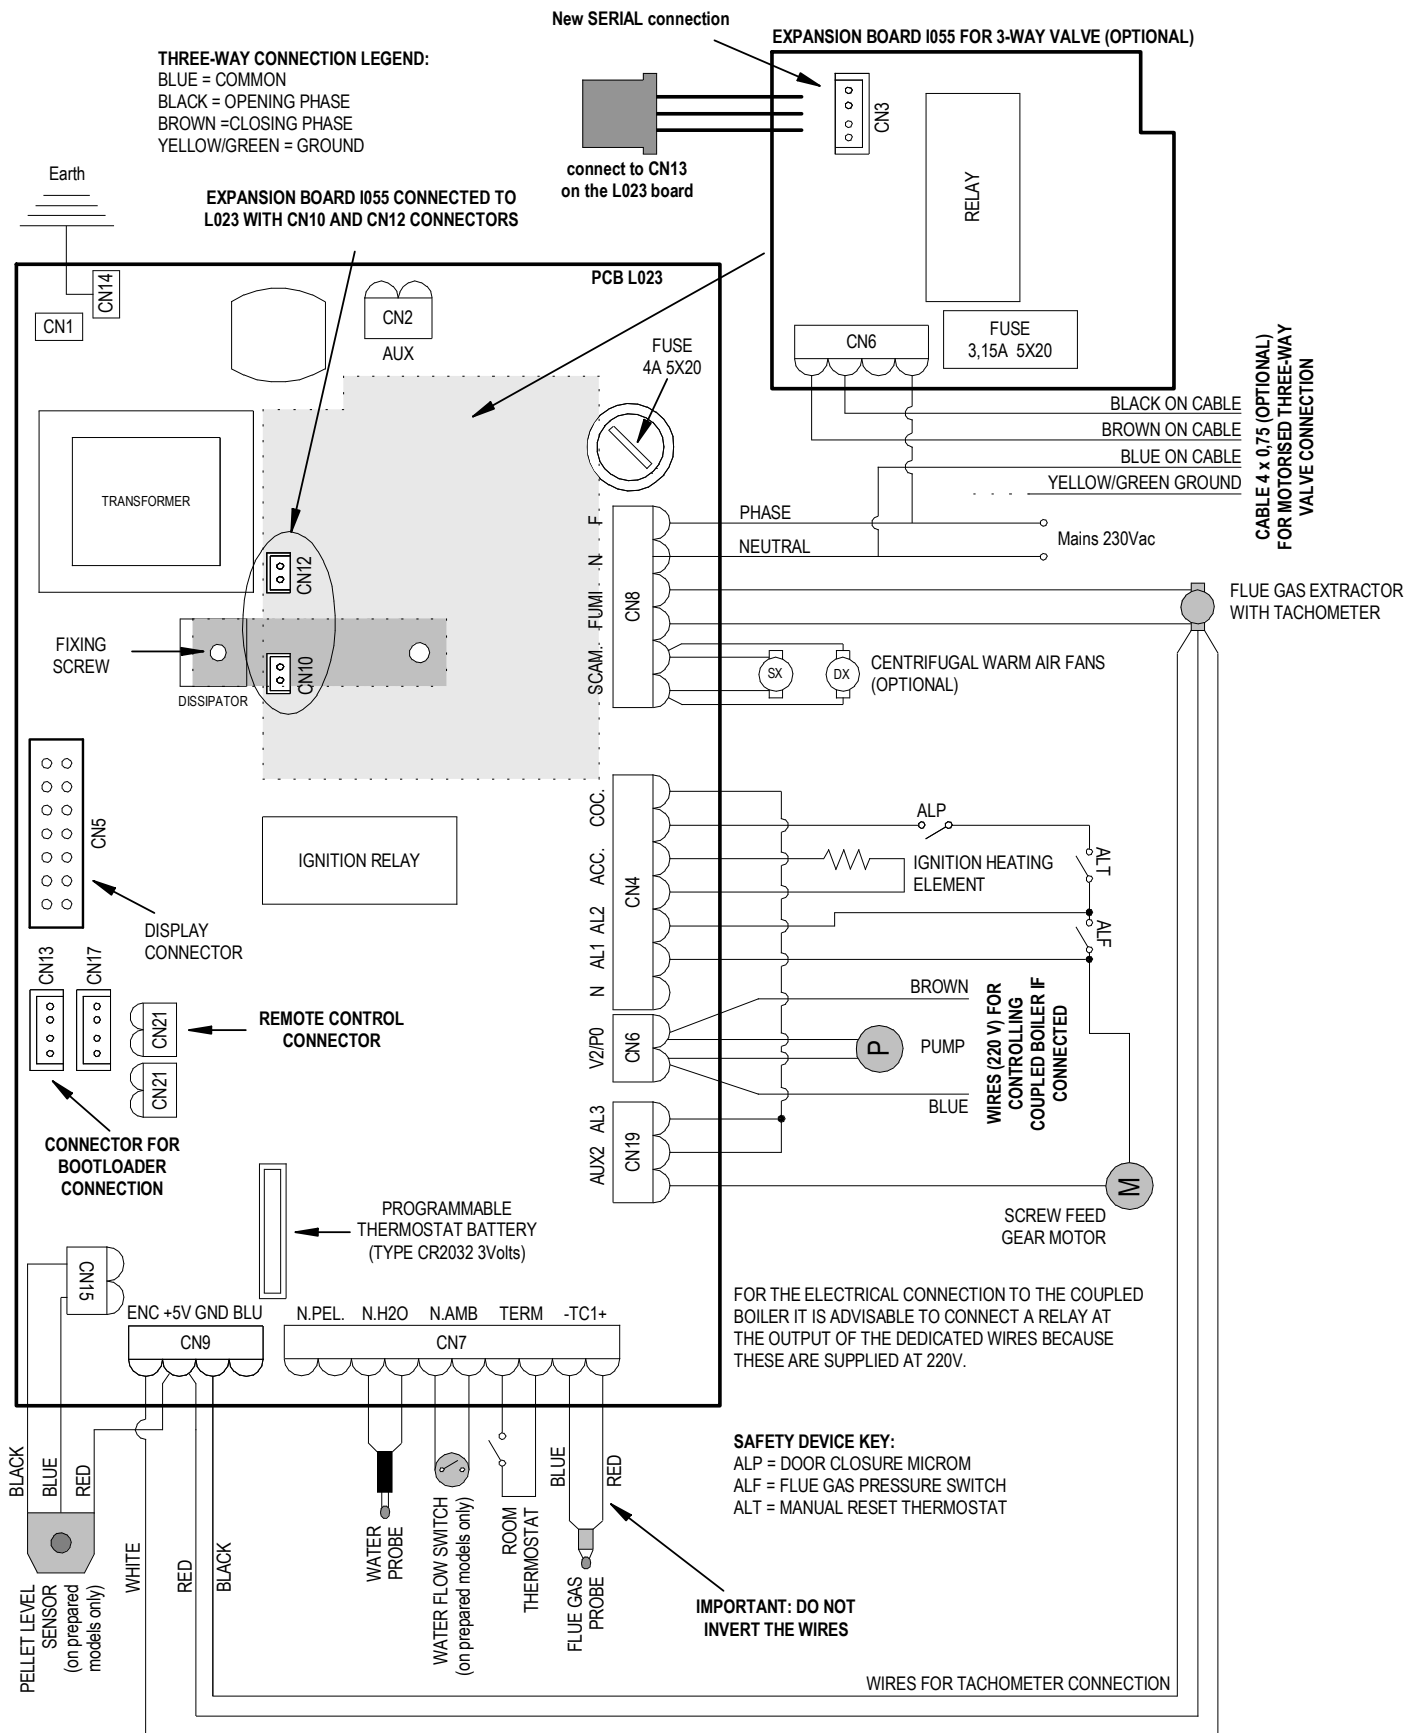 New SERIAL connection
EXPANSION BOARD I055 FOR 3-WAY VALVE (OPTIONAL)
THREE-WAY CONNECTION LEGEND:
BLUE = COMMON
BLACK = OPENING PHASE
BROWN =CLOSING PHASE
YELLOW/GREEN = GROUND
CN3
connect to CN13
on the L023 board
RELAY
Earth
EXPANSION BOARD I055 CONNECTED TO
L023 WITH CN10 AND CN12 CONNECTORS
PCB L023
CN14
CN1
CN2
AUX
FUSE
4A 5X20
CN6
FUSE
3,15A 5X20
BLACK ON CABLE
BROWN ON CABLE
BLUE ON CABLE
YELLOW/GREEN GROUND
CABLE 4 x 0,75 (OPTIONAL)
FOR MOTORISED THREE-WAY
VALVE CONNECTION
TRANSFORMER
CN12
CN10
FIXING
SCREW
DISSIPATOR
F
N
FUMI
SCAM.
CN8
PHASE
NEUTRAL
Mains 230Vac
FLUE GAS EXTRACTOR
WITH TACHOMETER
SX
DX
CENTRIFUGAL WARM AIR FANS
(OPTIONAL)
CN5
DISPLAY
CONNECTOR
IGNITION RELAY
COC.
ACC.
AL2
AL1
N
CN4
ALP
ALT
ALF
IGNITION HEATING
ELEMENT
CN13
CN17
CN21
CN21
REMOTE CONTROL
CONNECTOR
CONNECTOR FOR
BOOTLOADER
CONNECTION
V2/P0
CN6
BROWN
P
PUMP
BLUE
WIRES (220 V) FOR
CONTROLLING
COUPLED BOILER IF
CONNECTED
AL3
AUX2
CN19
M
SCREW FEED
GEAR MOTOR
PROGRAMMABLE
THERMOSTAT BATTERY
(TYPE CR2032 3Volts)
CN15
ENC +5V GND BLU
CN9
N.PEL. N.H2O N.AMB TERM -TC1+
CN7
FOR THE ELECTRICAL CONNECTION TO THE COUPLED
BOILER IT IS ADVISABLE TO CONNECT A RELAY AT
THE OUTPUT OF THE DEDICATED WIRES BECAUSE
THESE ARE SUPPLIED AT 220V.
SAFETY DEVICE KEY:
ALP = DOOR CLOSURE MICROM
ALF = FLUE GAS PRESSURE SWITCH
ALT = MANUAL RESET THERMOSTAT
BLACK
BLUE
RED
PELLET LEVEL
SENSOR
(on prepared
models only)
WHITE
RED
BLACK
WATER
PROBE
WATER FLOW SWITCH
(on prepared models only)
ROOM
THERMOSTAT
BLUE
RED
FLUE GAS
PROBE
IMPORTANT: DO NOT
INVERT THE WIRES
WIRES FOR TACHOMETER CONNECTION